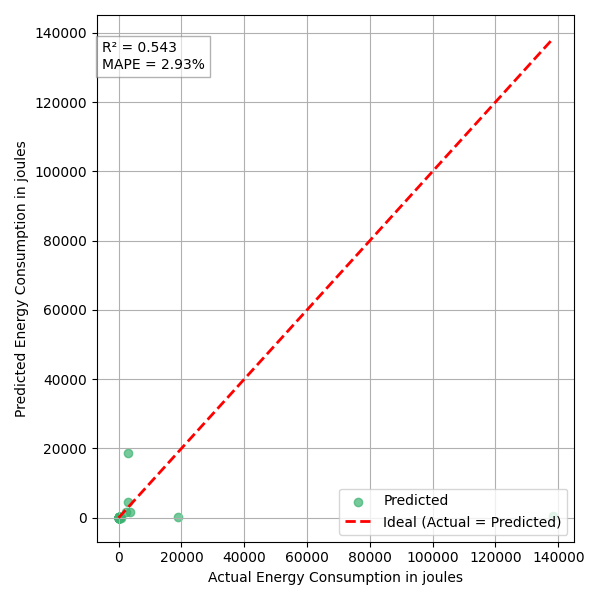 R² = 0.543
MAPE = 2.93%
140000
120000
100000
80000
60000
40000
20000
0
Predicted Energy Consumption in joules
Predicted
Ideal (Actual = Predicted)
0 20000 40000 60000 80000 100000 120000 140000
Actual Energy Consumption in joules